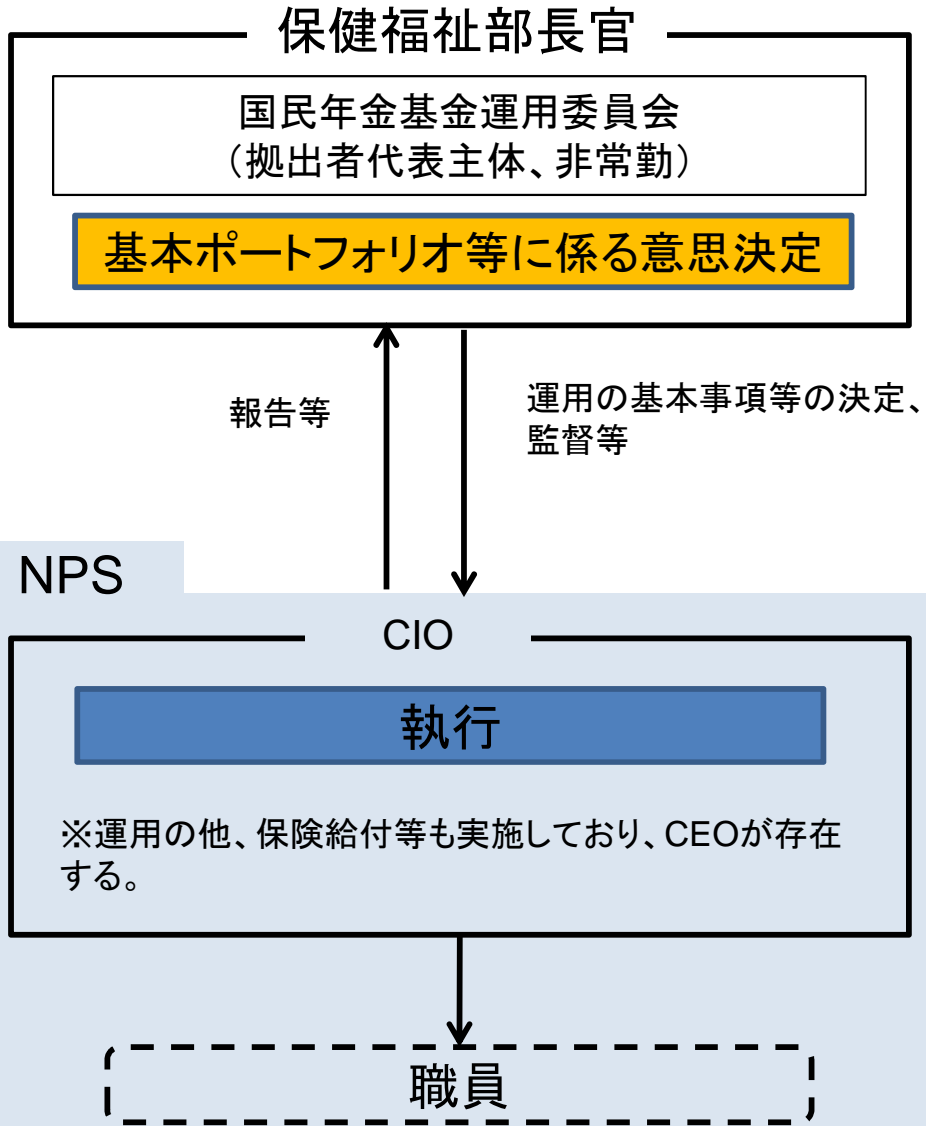 保健福祉部長官
国民年金基金運用委員会
（拠出者代表主体、非常勤）
基本ポートフォリオ等に係る意思決定
報告等
運用の基本事項等の決定、
監督等
NPS
CIO
執行
※運用の他、保険給付等も実施しており、CEOが存在
する。
職員